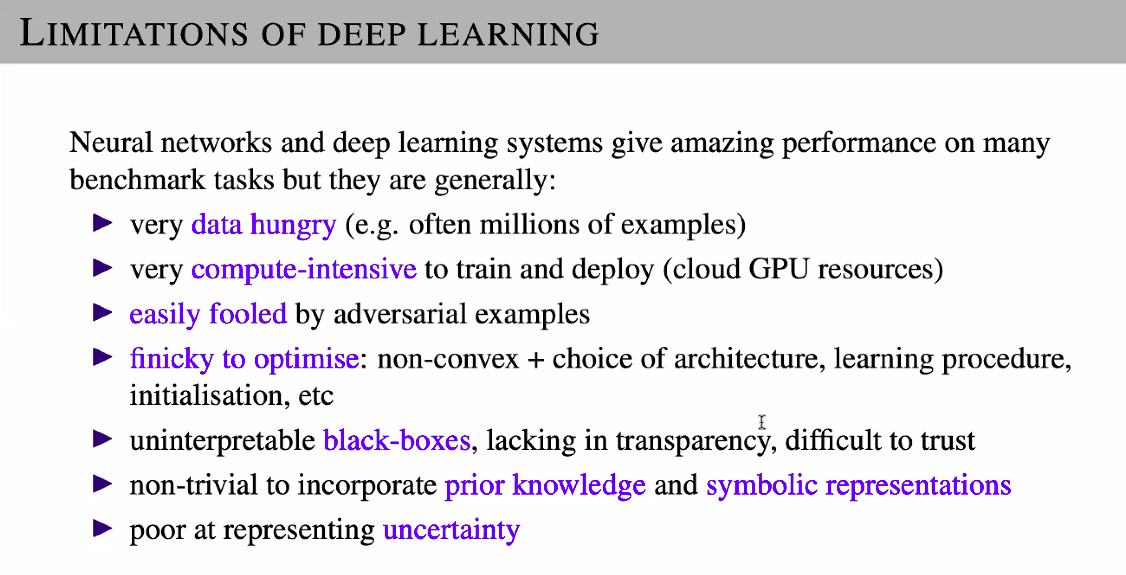 LIMITATIONS OF DEEP LEARNING
Neural networks and deep learning systems give amazing performance on many
benchmark tasks but they are generally:
▶ very data hungry (e.g. often millions of examples)
▶ very compute-intensive to train and deploy (cloud GPU resources)
▶ easily fooled by adversarial examples
▶ finicky to optimise: non-convex + choice of architecture, learning procedure,
initialisation, etc
▶ uninterpretable black-boxes, lacking in transparency, difficult to trust
▶ non-trivial to incorporate prior knowledge and symbolic representations
▶ poor at representing uncertainty